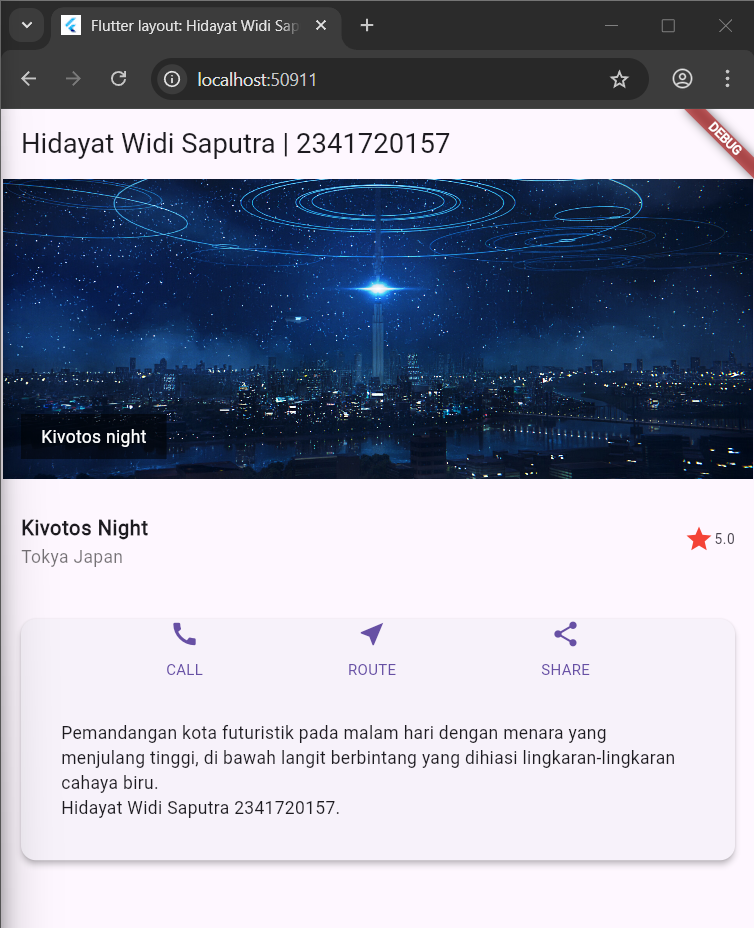 Flutter layout: Hidayat Widi Sap
localhost:50911
Hidayat Widi Saputra | 2341720157
DEBUG
Kivotos night
Kivotos Night
Tokya Japan
5.0
CALL
ROUTE
SHARE
Pemandangan kota futuristik pada malam hari dengan menara yang
menjulang tinggi, di bawah langit berbintang yang dihiasi lingkaran-lingkaran
cahaya biru.
Hidayat Widi Saputra 2341720157.